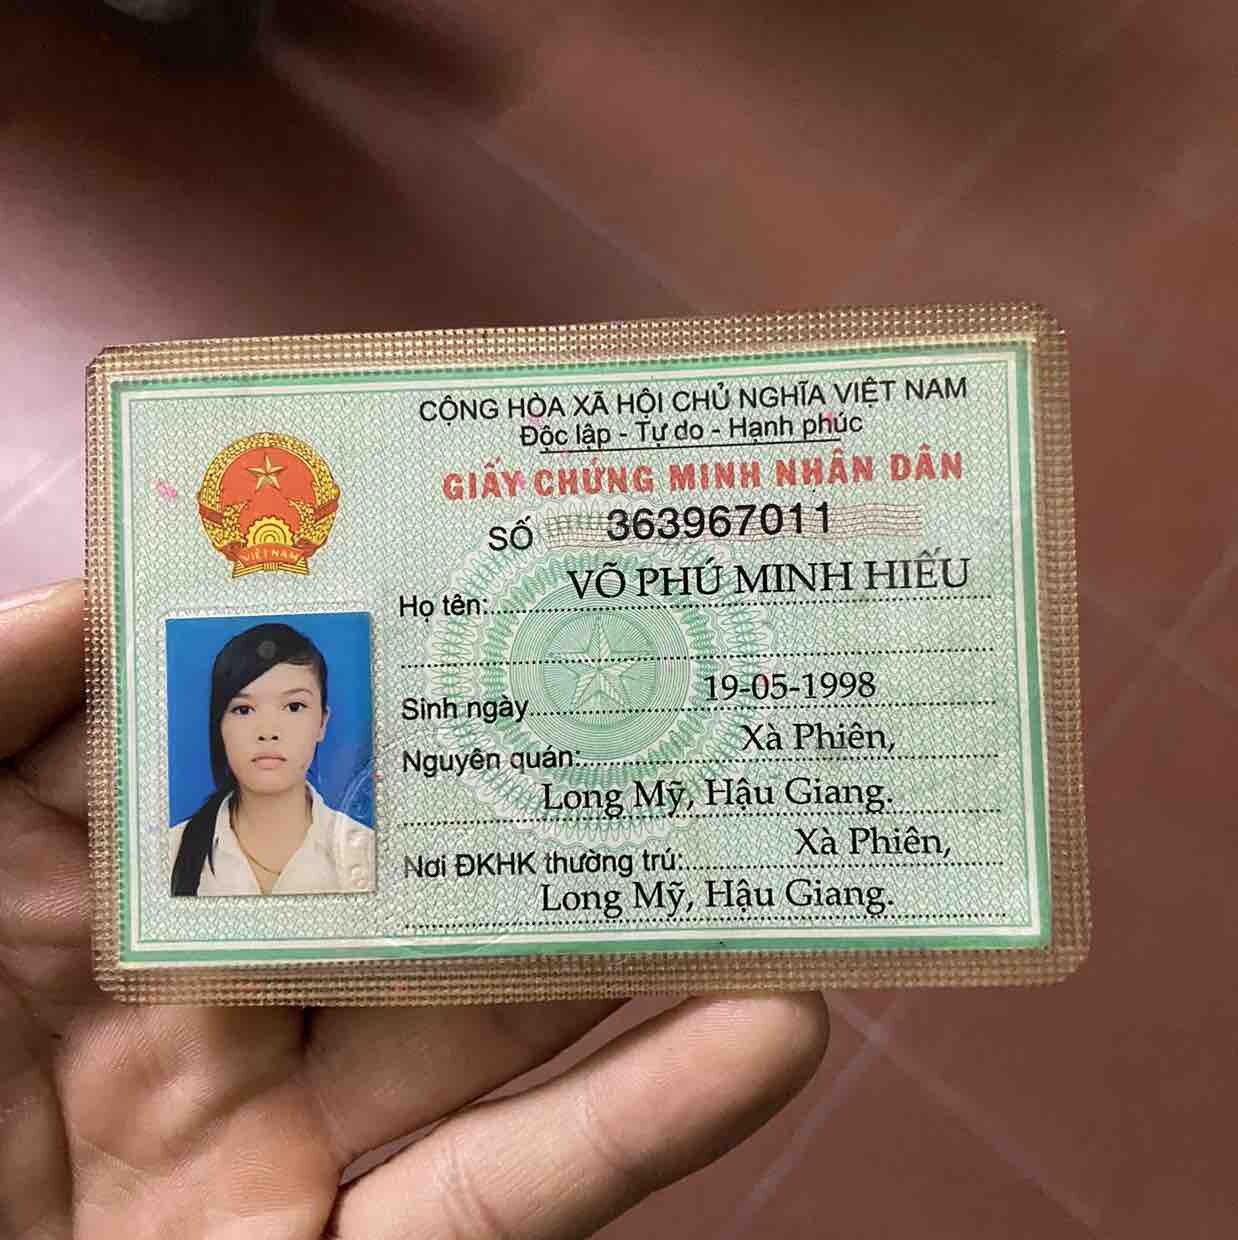 CỘNG HÒA XÃ HỘI CHỦ NGHĨA VIỆT NAM
Độc lập - Tự do - Hạnh phúc
GIẤY CHỨNG MINH NHÂN DÂN
SỐ 363967011
VIỆT NAM
Họ tên: VÕ PHÚ MINH HIẾU
Sinh ngày 19-05-1998
Nguyên quán: Xà Phiên,
Long Mỹ, Hậu Giang.
Nơi ĐKHK thường trú: Xà Phiên,
Long Mỹ, Hậu Giang.